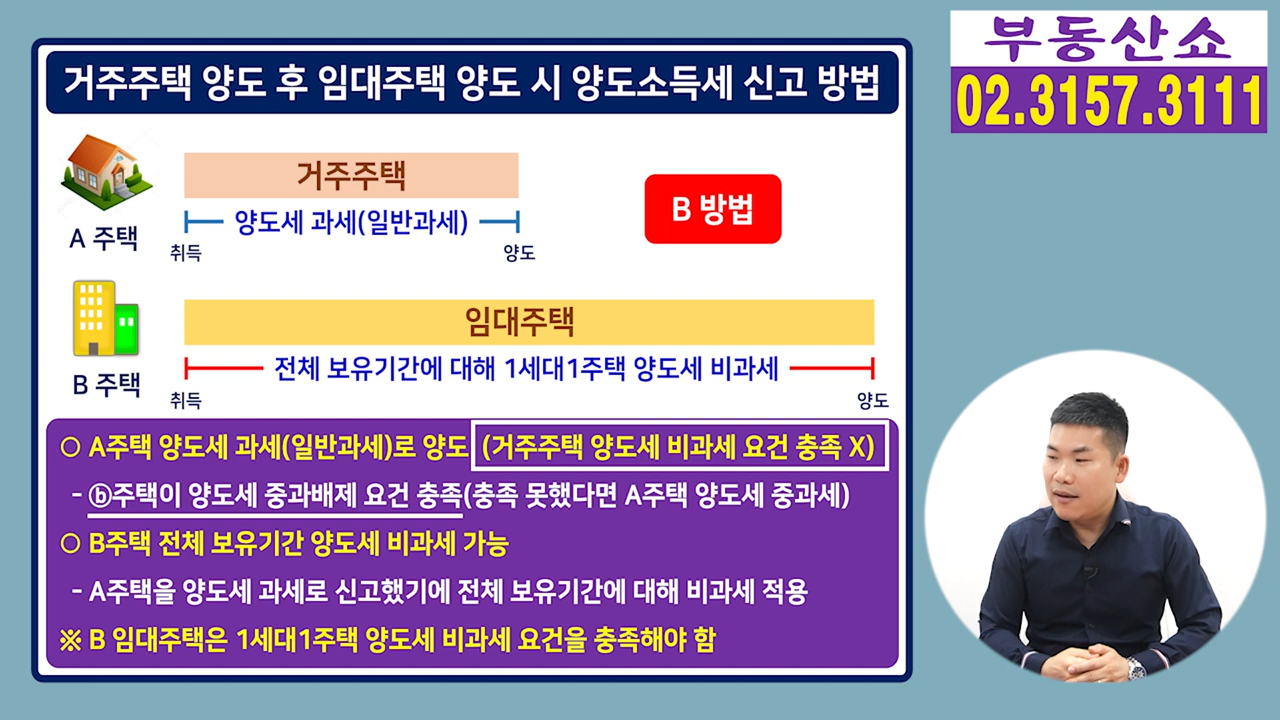 부동산쇼
02.3157.3111
거주주택 양도 후 임대주택 양도 시 양도소득세 신고 방법
거주주택
양도세 과세(일반과세)
A 주택
취득
양도
B 방법
임대주택
전체 보유기간에 대해 1세대1주택 양도세 비과세
B 주택
취득
양도
○ A주택 양도세 과세(일반과세)로 양도 (거주주택 양도세 비과세 요건 충족 X)
- ⓑ주택이 양도세 중과배제 요건 충족(충족 못했다면 A주택 양도세 중과세)
○ B주택 전체 보유기간 양도세 비과세 가능
- A주택을 양도세 과세로 신고했기에 전체 보유기간에 대해 비과세 적용
※ B 임대주택은 1세대1주택 양도세 비과세 요건을 충족해야 함